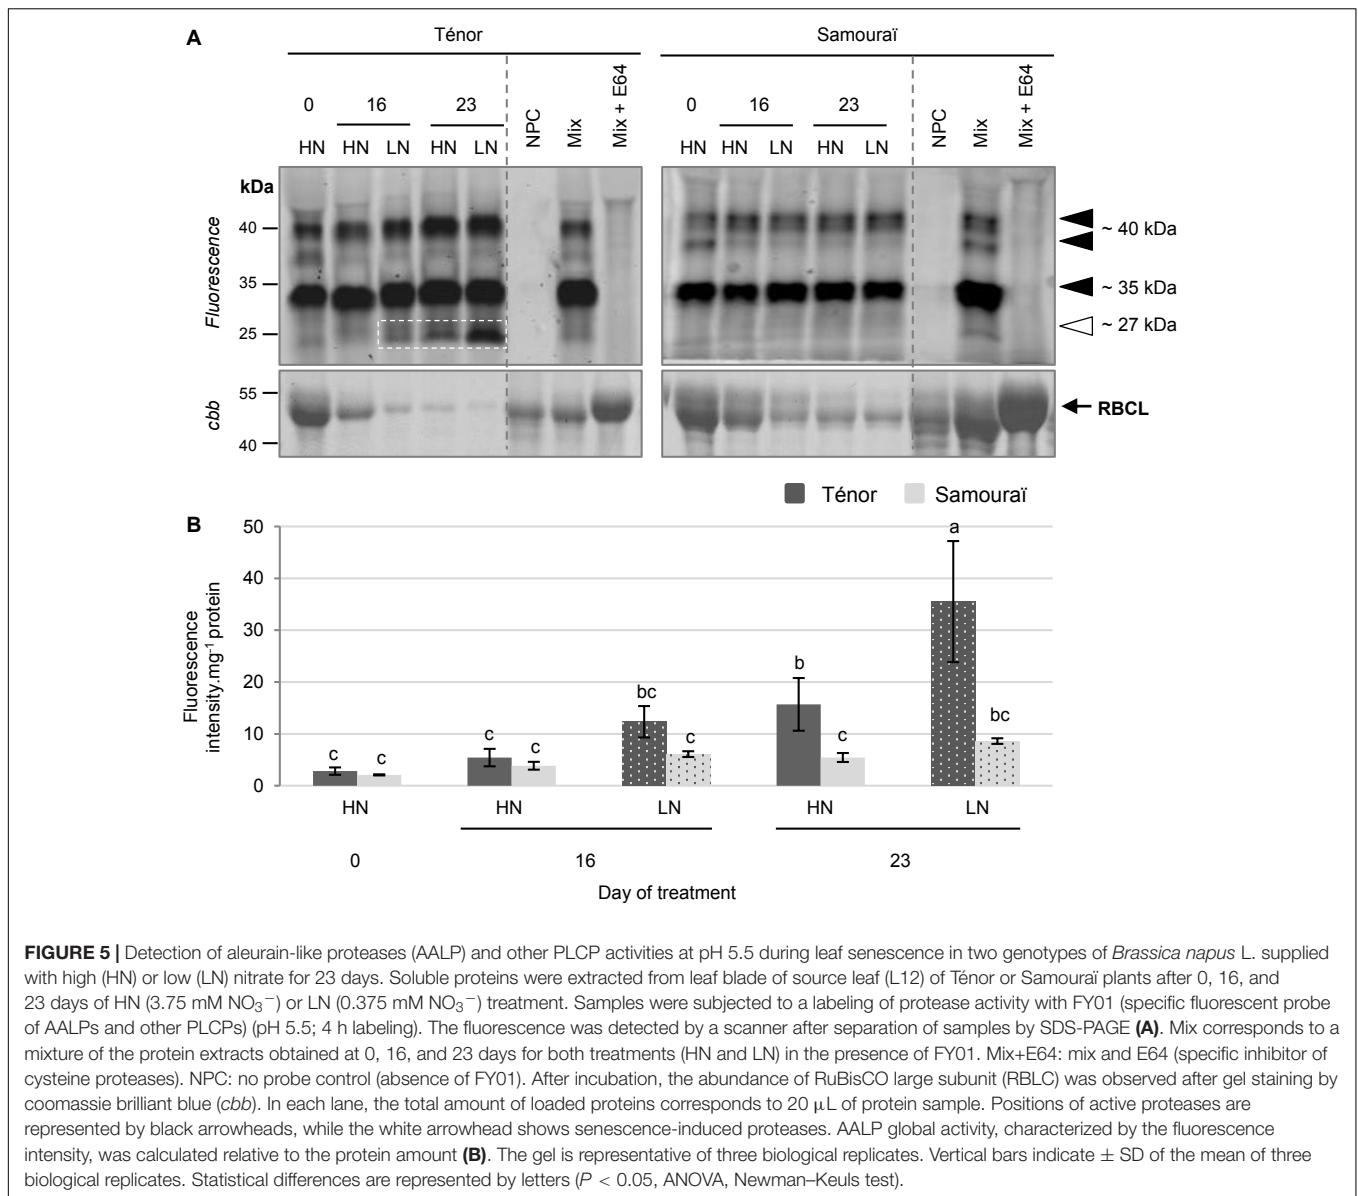 A
Ténor
Samouraï
0 16 23 NPC Mix Mix + E64
HN HN LN HN LN
0 16 23 NPC Mix Mix + E64
HN HN LN HN LN
kDa
Fluorescence
40
35
25
~ 40 kDa
~ 35 kDa
~ 27 kDa
cbb
55
40
RBCL
Ténor Samouraï
B
Fluorescence
intensity.mg⁻¹ protein
50
40
30
20
10
0
c c c c bc c b c a bc
HN HN LN HN LN
0 16 23
Day of treatment
FIGURE 5 | Detection of aleurain-like proteases (AALP) and other PLCP activities at pH 5.5 during leaf senescence in two genotypes of Brassica napus L. supplied
with high (HN) or low (LN) nitrate for 23 days. Soluble proteins were extracted from leaf blade of source leaf (L12) of Ténor or Samouraï plants after 0, 16, and
23 days of HN (3.75 mM NO₃⁻) or LN (0.375 mM NO₃⁻) treatment. Samples were subjected to a labeling of protease activity with FY01 (specific fluorescent probe
of AALPs and other PLCPs) (pH 5.5; 4 h labeling). The fluorescence was detected by a scanner after separation of samples by SDS-PAGE (A). Mix corresponds to a
mixture of the protein extracts obtained at 0, 16, and 23 days for both treatments (HN and LN) in the presence of FY01. Mix+E64: mix and E64 (specific inhibitor of
cysteine proteases). NPC: no probe control (absence of FY01). After incubation, the abundance of RuBisCO large subunit (RBLC) was observed after gel staining by
coomassie brilliant blue (cbb). In each lane, the total amount of loaded proteins corresponds to 20 μL of protein sample. Positions of active proteases are
represented by black arrowheads, while the white arrowhead shows senescence-induced proteases. AALP global activity, characterized by the fluorescence
intensity, was calculated relative to the protein amount (B). The gel is representative of three biological replicates. Vertical bars indicate ± SD of the mean of three
biological replicates. Statistical differences are represented by letters (P < 0.05, ANOVA, Newman–Keuls test).